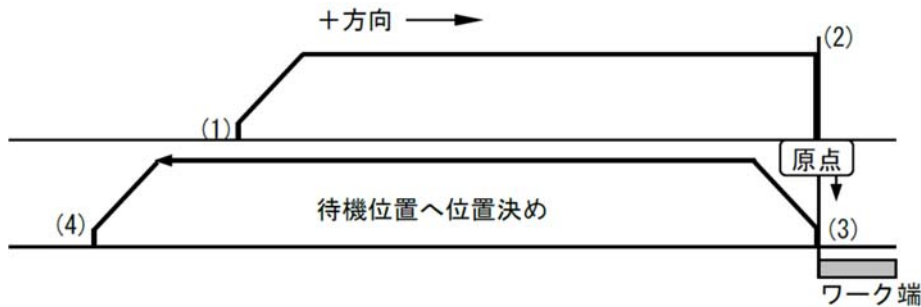 +方向
(2)
(1)
原点
待機位置へ位置決め
(4)
(3)
ワーク端